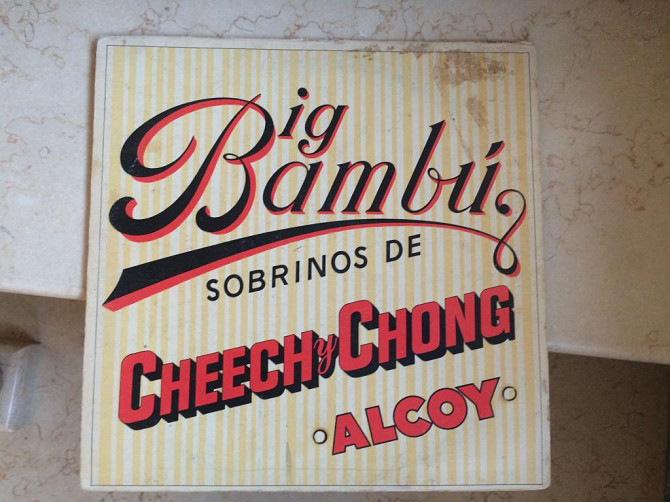 Big
Bambú
SOBRINOS DE
CHEECH y CHONG
ALCOY